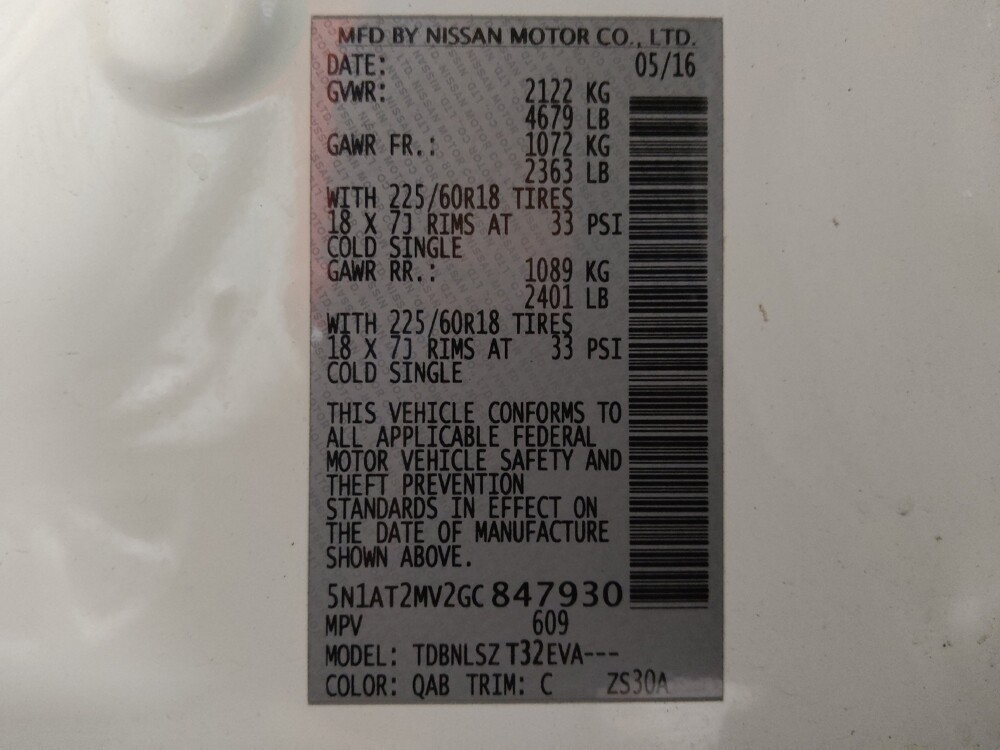 MFD BY NISSAN MOTOR CO., LTD.
DATE: 05/16
GVWR: 2122 KG
4679 LB
GAWR FR.: 1072 KG
2363 LB
WITH 225/60R18 TIRES
18 X 7J RIMS AT 33 PSI
COLD SINGLE
GAWR RR.: 1089 KG
2401 LB
WITH 225/60R18 TIRES
18 X 7J RIMS AT 33 PSI
COLD SINGLE
THIS VEHICLE CONFORMS TO
ALL APPLICABLE FEDERAL
MOTOR VEHICLE SAFETY AND
THEFT PREVENTION
STANDARDS IN EFFECT ON
THE DATE OF MANUFACTURE
SHOWN ABOVE.
5N1AT2MV2GC847930
MPV 609
MODEL: TDBNLSZ T32EVA---
COLOR: QAB TRIM: C ZS30A